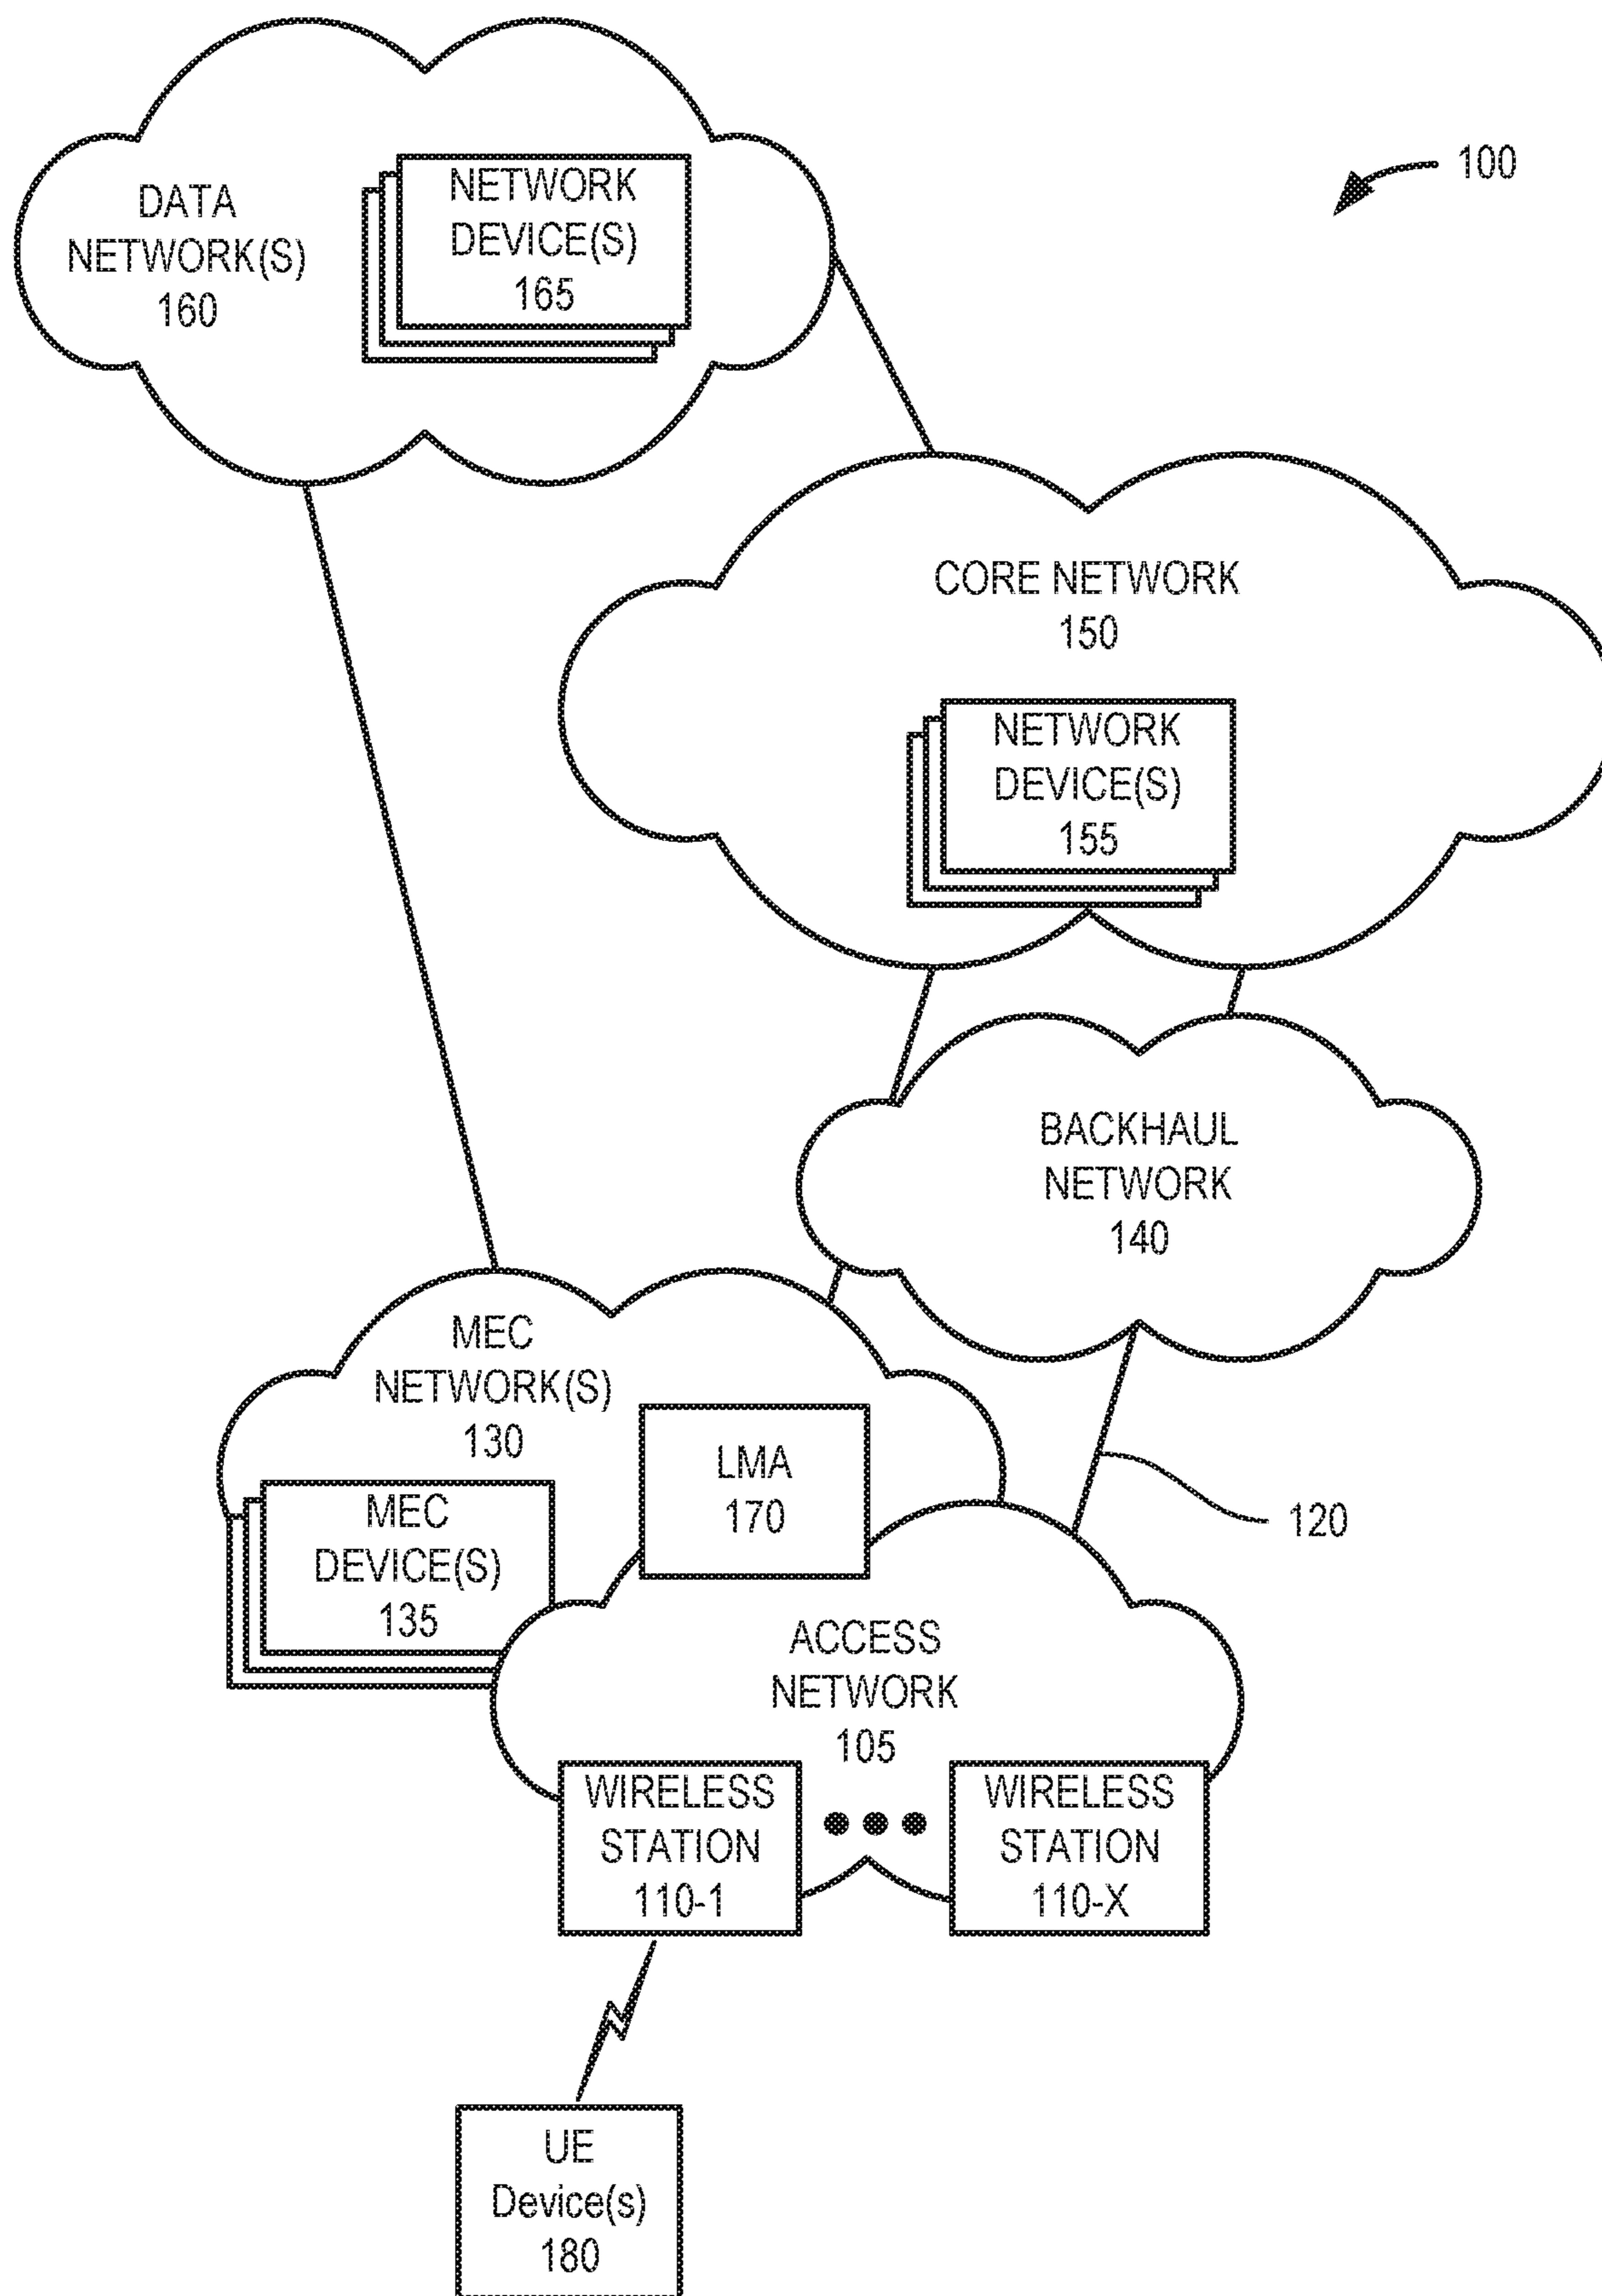 100
DATA
NETWORK(S)
160
NETWORK
DEVICE(S)
165
CORE NETWORK
150
NETWORK
DEVICE(S)
155
BACKHAUL
NETWORK
140
MEC
NETWORK(S)
130
LMA
170
MEC
DEVICE(S)
135
120
ACCESS
NETWORK
105
WIRELESS
STATION
110-1
WIRELESS
STATION
110-X
UE
Device(s)
180